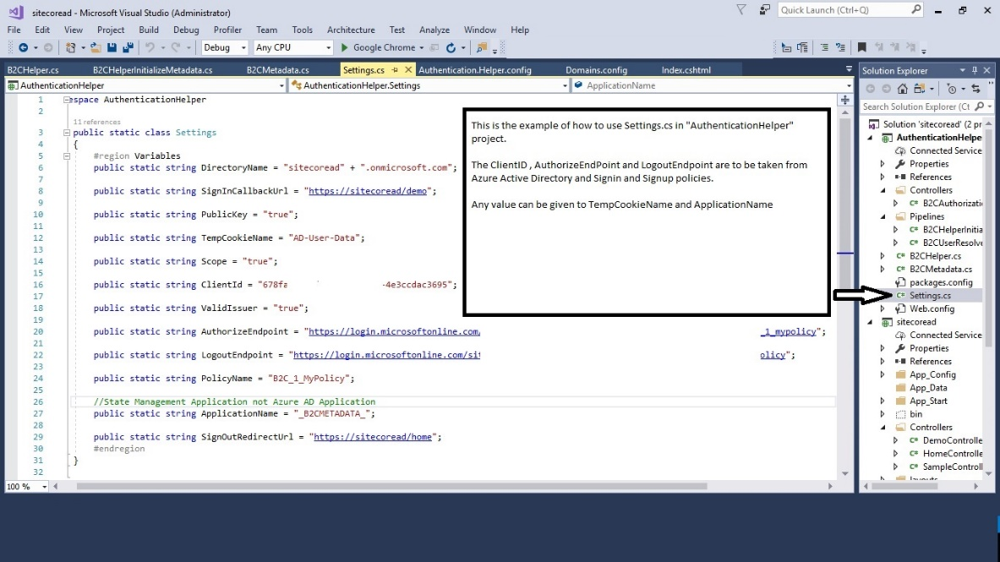 sitecoread - Microsoft Visual Studio (Administrator)
Quick Launch (Ctrl+Q)
File Edit View Project Build Debug Profiler Team Tools Architecture Test Analyze Window Help
Debug Any CPU Google Chrome
B2CHelper.cs B2CHelperInitializeMetadata.cs B2CMetadata.cs Settings.cs Authentication.Helper.config Domains.config Index.cshtml
AuthenticationHelper AuthenticationHelper.Settings ApplicationName
1 espace AuthenticationHelper
2
11 references
3 public static class Settings
4 {
5 #region Variables
6 public static string DirectoryName = "sitecoread" + ".onmicrosoft.com";
7
8 public static string SignInCallbackUrl = "https://sitecoread/demo";
9
10 public static string PublicKey = "true";
11
12 public static string TempCookieName = "AD-User-Data";
13
14 public static string Scope = "true";
15
16 public static string ClientId = "678fa -4e3ccdac3695";
17
18 public static string ValidIssuer = "true";
19
20 public static string AuthorizeEndpoint = "https://login.microsoftonline.com, _1_mypolicy";
21
22 public static string LogoutEndpoint = "https://login.microsoftonline.com/sit olicy";
23
24 public static string PolicyName = "B2C_1_MyPolicy";
25
26 //State Management Application not Azure AD Application
27 public static string ApplicationName = "_B2CMETADATA_";
28
29 public static string SignOutRedirectUrl = "https://sitecoread/home";
30 #endregion
31 }
32
100 %
This is the example of how to use Settings.cs in "AuthenticationHelper"
project.
The ClientID , AuthorizeEndPoint and LogoutEndpoint are to be taken from
Azure Active Directory and Signin and Signup policies.
Any value can be given to TempCookieName and ApplicationName
Solution Explorer
Search Solution Explorer (Ct
Solution 'sitecoread' (2 pr
AuthenticationHelpe
Connected Service
Properties
References
Controllers
B2CAuthorizati
Pipelines
B2CHelperInitia
B2CUserResolve
B2CHelper.cs
B2CMetadata.cs
packages.config
Settings.cs
Web.config
sitecoread
Connected Service
Properties
References
App_Config
App_Data
App_Start
bin
Controllers
DemoControlle
HomeControlle
SampleControll
layouts